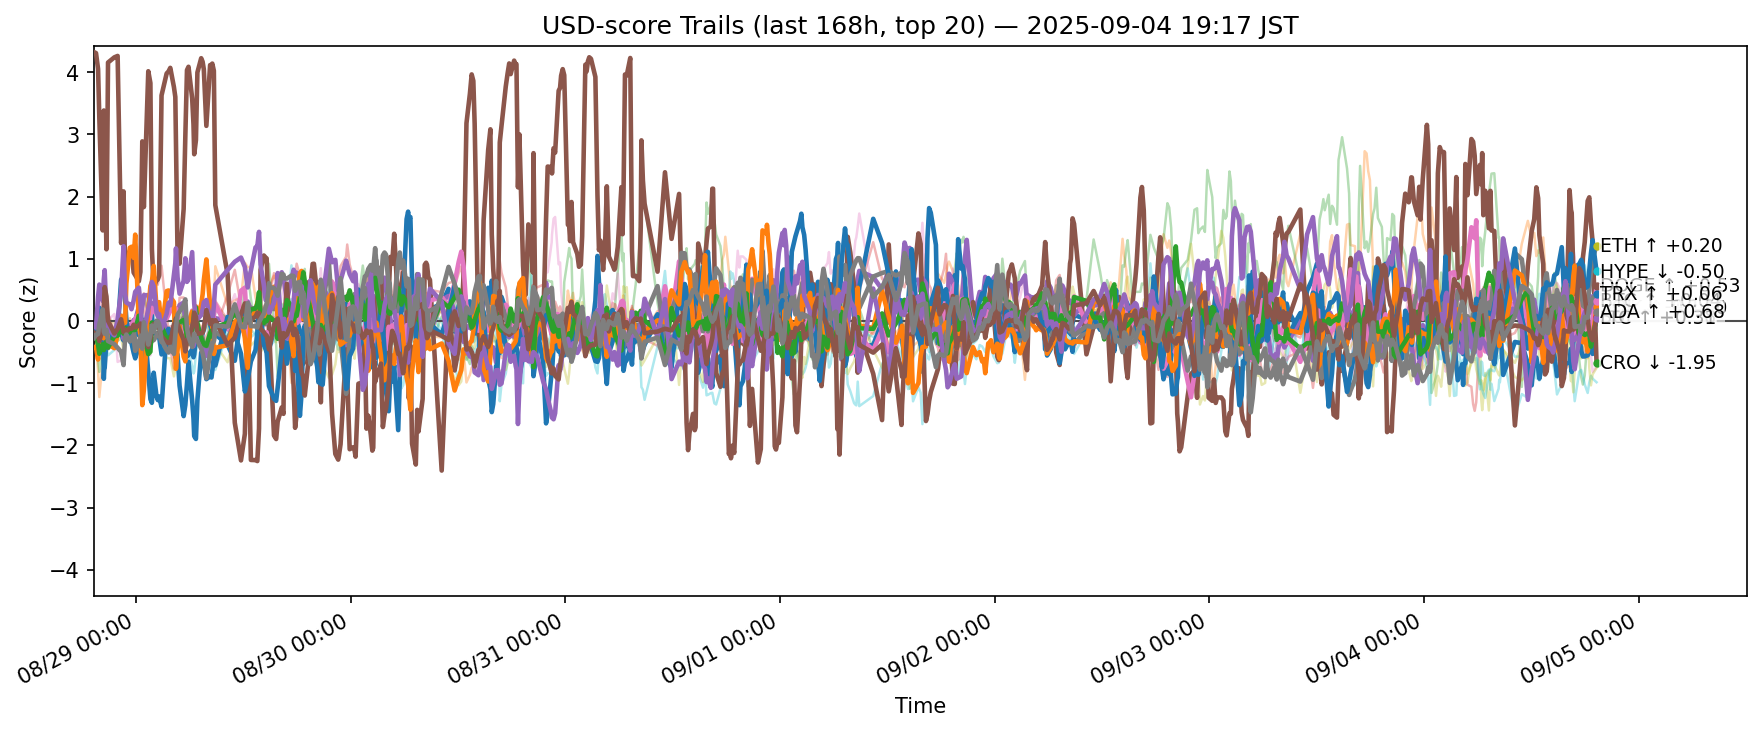 USD-score Trails (last 168h, top 20) — 2025-09-04 19:17 JST
Score (z)
4
3
2
1
0
−1
−2
−3
−4
ETH ↑ +0.20
HYPE ↓ -0.50
TRX ↑ +0.06
ADA ↑ +0.68
CRO ↓ -1.95
08/29 00:00
08/30 00:00
08/31 00:00
09/01 00:00
09/02 00:00
09/03 00:00
09/04 00:00
09/05 00:00
Time